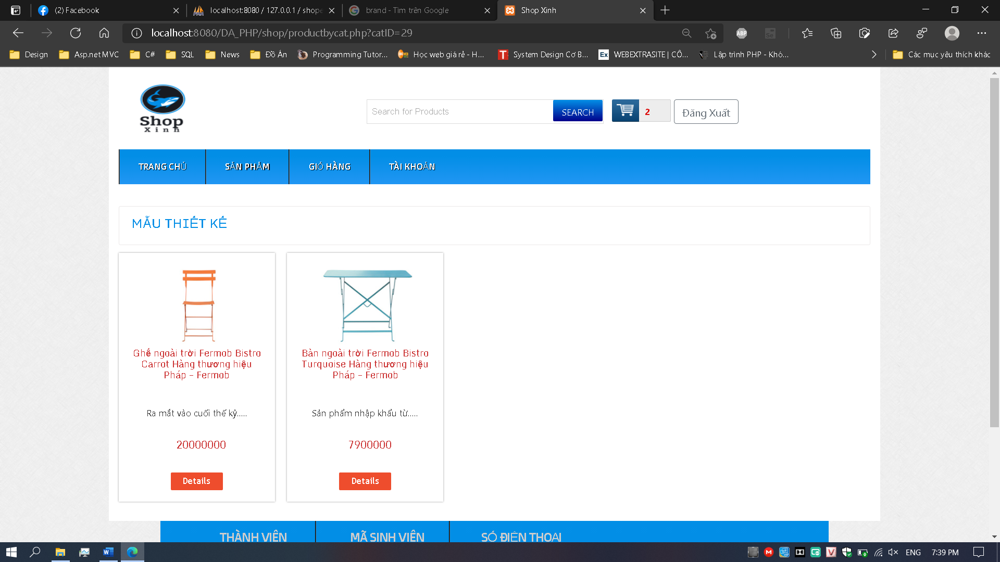 (2) Facebook
localhost:8080 / 127.0.0.1 / shope
brand - Tìm trên Google
Shop Xinh
localhost:8080/DA_PHP/shop/productbycat.php?catID=29
ABP
Se
Design
Asp.net MVC
C#
SQL
News
Đồ Án
Programming Tutor...
Học web giá rẻ - H...
System Design Cơ B...
Ex
WEBEXTRASITE | CÔ...
Lập trình PHP - Khó...
Các mục yêu thích khác
Shop
Xinh
Search for Products
SEARCH
2
Đăng Xuất
TRANG CHỦ
SẢN PHẨM
GIỎ HÀNG
TÀI KHOẢN
MẪU THIẾT KẾ
Ghế ngoài trời Fermob Bistro
Carrot Hàng thương hiệu
Pháp – Fermob
Ra mắt vào cuối thế kỷ.....
20000000
Details
Bàn ngoài trời Fermob Bistro
Turquoise Hàng thương hiệu
Pháp – Fermob
Sản phẩm nhập khẩu từ.....
7900000
Details
THÀNH VIÊN
MÃ SINH VIÊN
SỐ ĐIỆN THOẠI
ENG
7:39 PM